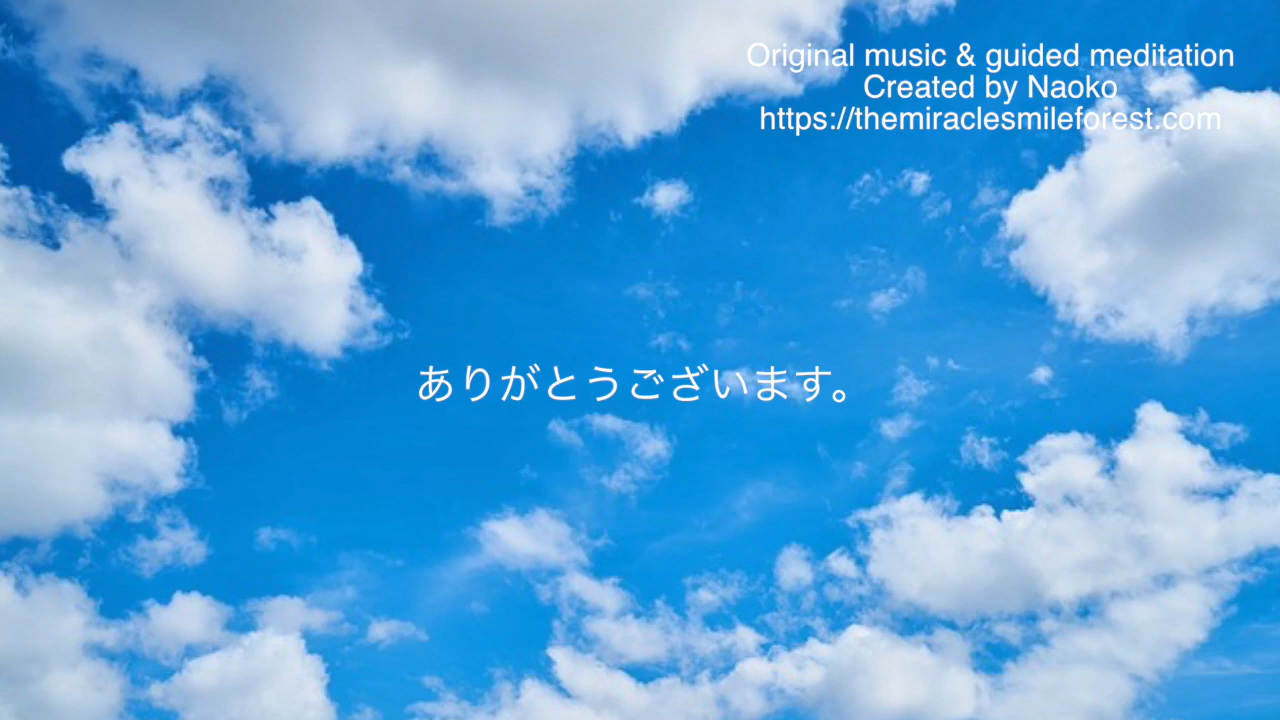 Original music & guided meditation
Created by Naoko
https://themiraclesmileforest.com
ありがとうございます。